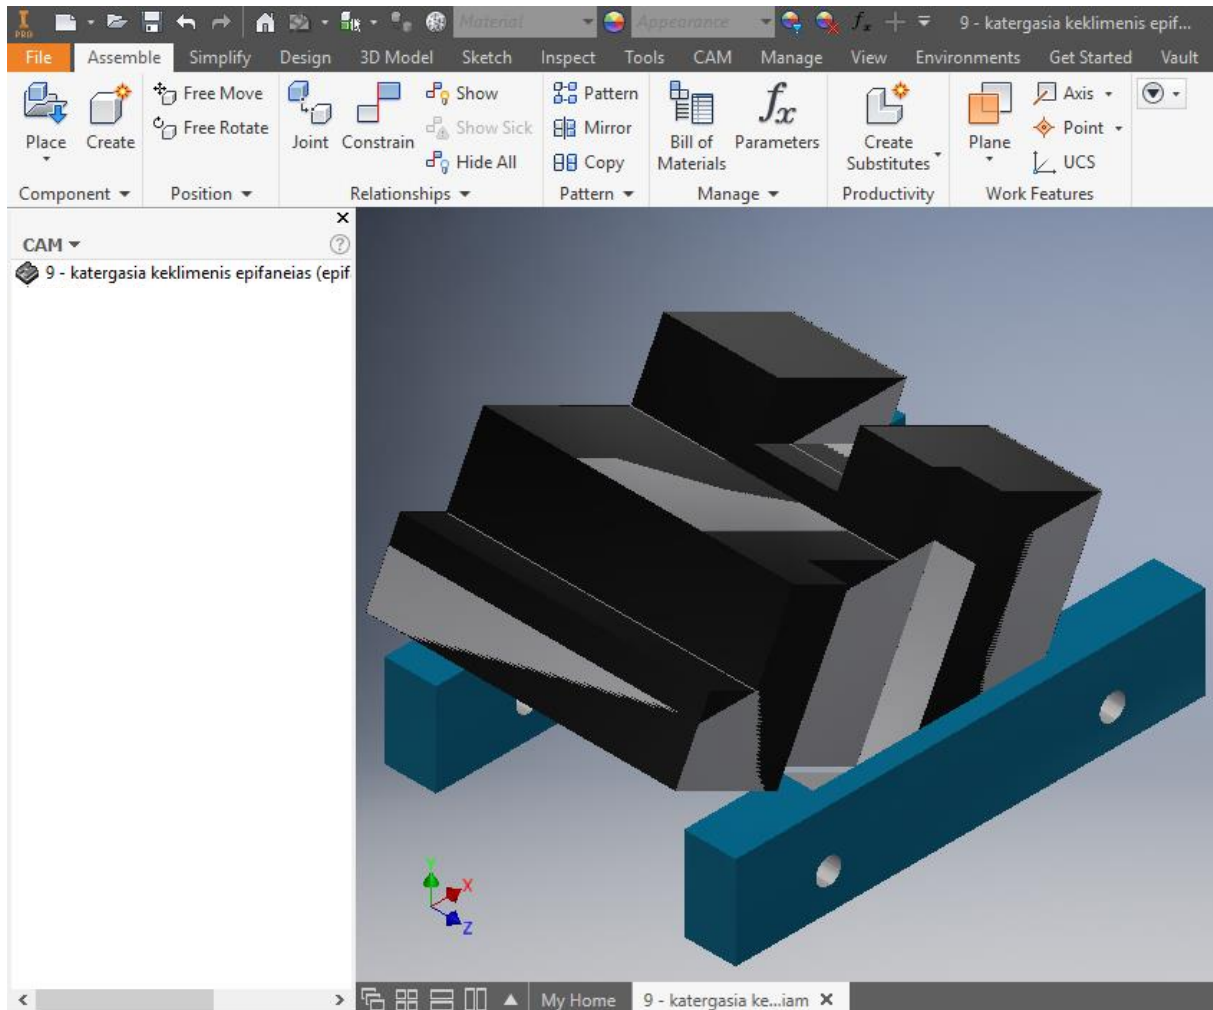 PRO
Material
Appearance
9 - katergasia keklimenis epif...
File Assemble Simplify Design 3D Model Sketch Inspect Tools CAM Manage View Environments Get Started Vault
Free Move Show Pattern Axis
Free Rotate Show Sick Mirror Point
Place Create Joint Constrain Hide All Copy Bill of Materials Parameters Create Substitutes Plane UCS
Component Position Relationships Pattern Manage Productivity Work Features
CAM
9 - katergasia keklimenis epifaneias (epif
Y
X
Z
My Home 9 - katergasia ke...iam